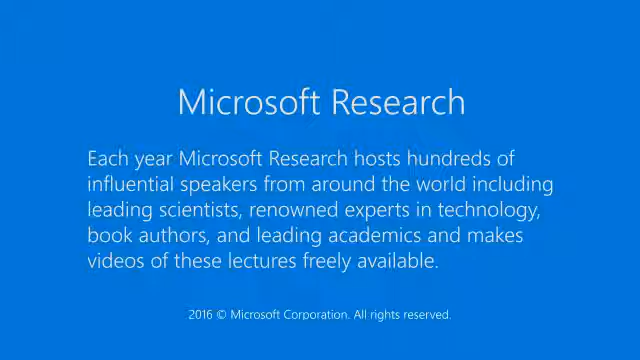 Microsoft Research
Each year Microsoft Research hosts hundreds of
influential speakers from around the world including
leading scientists, renowned experts in technology,
book authors, and leading academics and makes
videos of these lectures freely available.
2016 © Microsoft Corporation. All rights reserved.